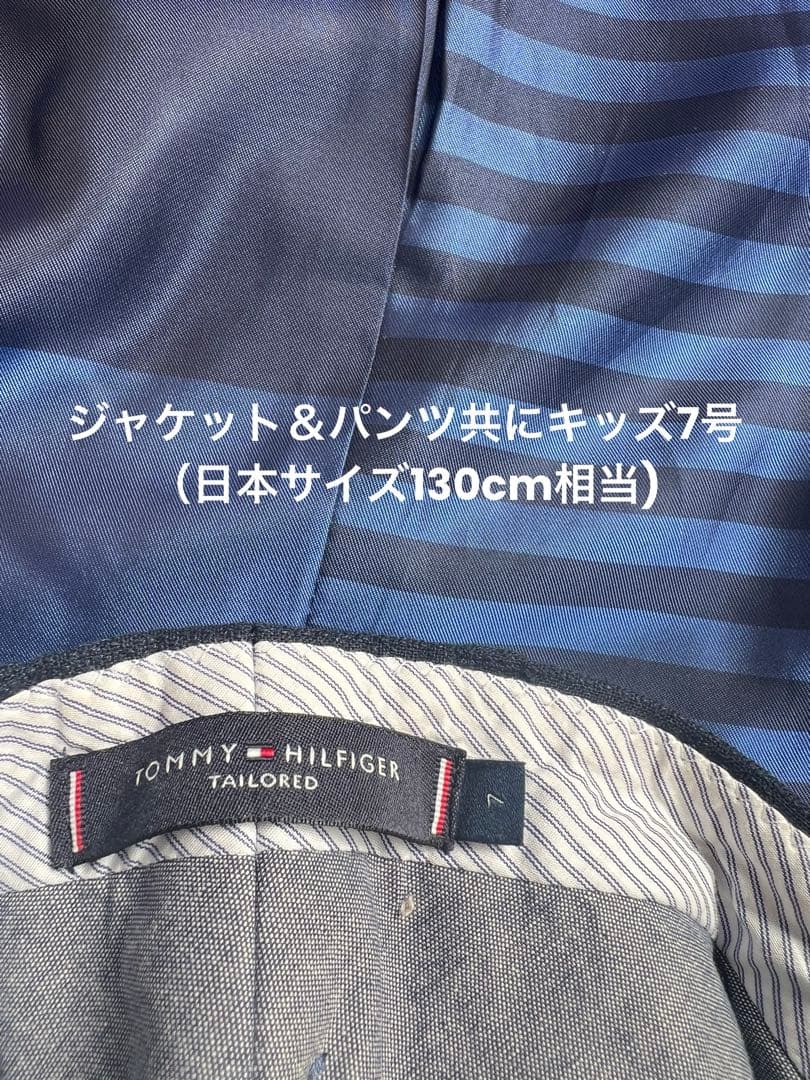 ジャケット＆パンツ共にキッズ7号
（日本サイズ130cm相当)
TOMMY HILFIGER
TAILORED
7